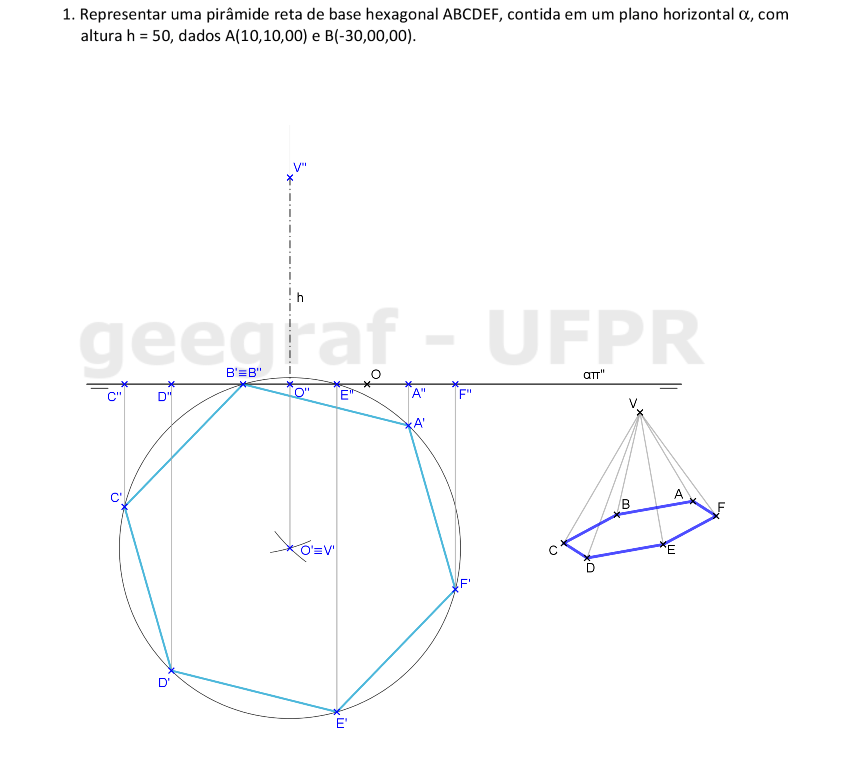 1. Representar uma pirâmide reta de base hexagonal ABCDEF, contida em um plano horizontal α, com
altura h = 50, dados A(10,10,00) e B(-30,00,00).
V"
h
geegraf - UFPR
B'≡B" O απ"
C" D" O" E" A" F"
V
A'
C' B A F
O'≡V' C E
D
F'
D'
E'